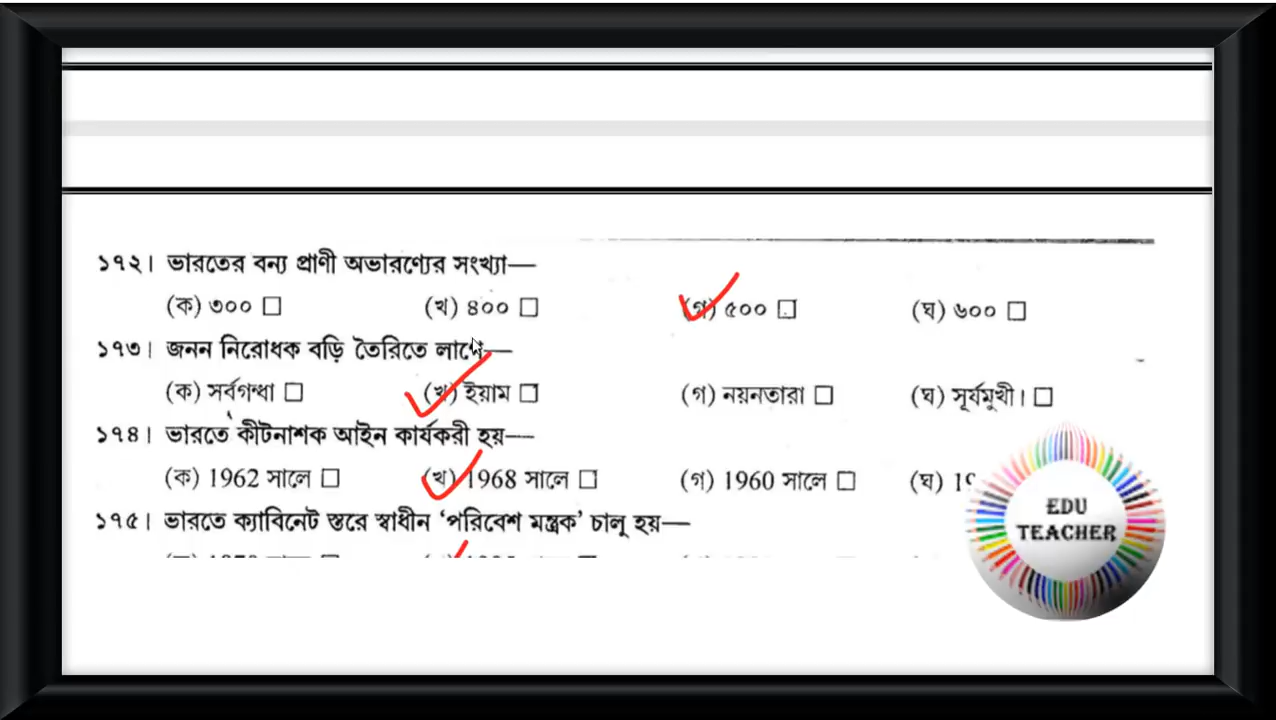 ১৭২। ভারতের বন্য প্রাণী অভারণ্যের সংখ্যা—
(ক) ৩০০ (খ) ৪০০ (গ) ৫০০ (ঘ) ৬০০
১৭৩। জনন নিরোধক বড়ি তৈরিতে লাগে—
(ক) সর্বগন্ধা (খ) ইয়াম (গ) নয়নতারা (ঘ) সূর্যমুখী।
১৭৪। ভারতে কীটনাশক আইন কার্যকরী হয়—
(ক) 1962 সালে (খ) 1968 সালে (গ) 1960 সালে (ঘ)
১৭৫। ভারতে ক্যাবিনেট স্তরে স্বাধীন ‘পরিবেশ মন্ত্রক’ চালু হয়—
EDU
TEACHER